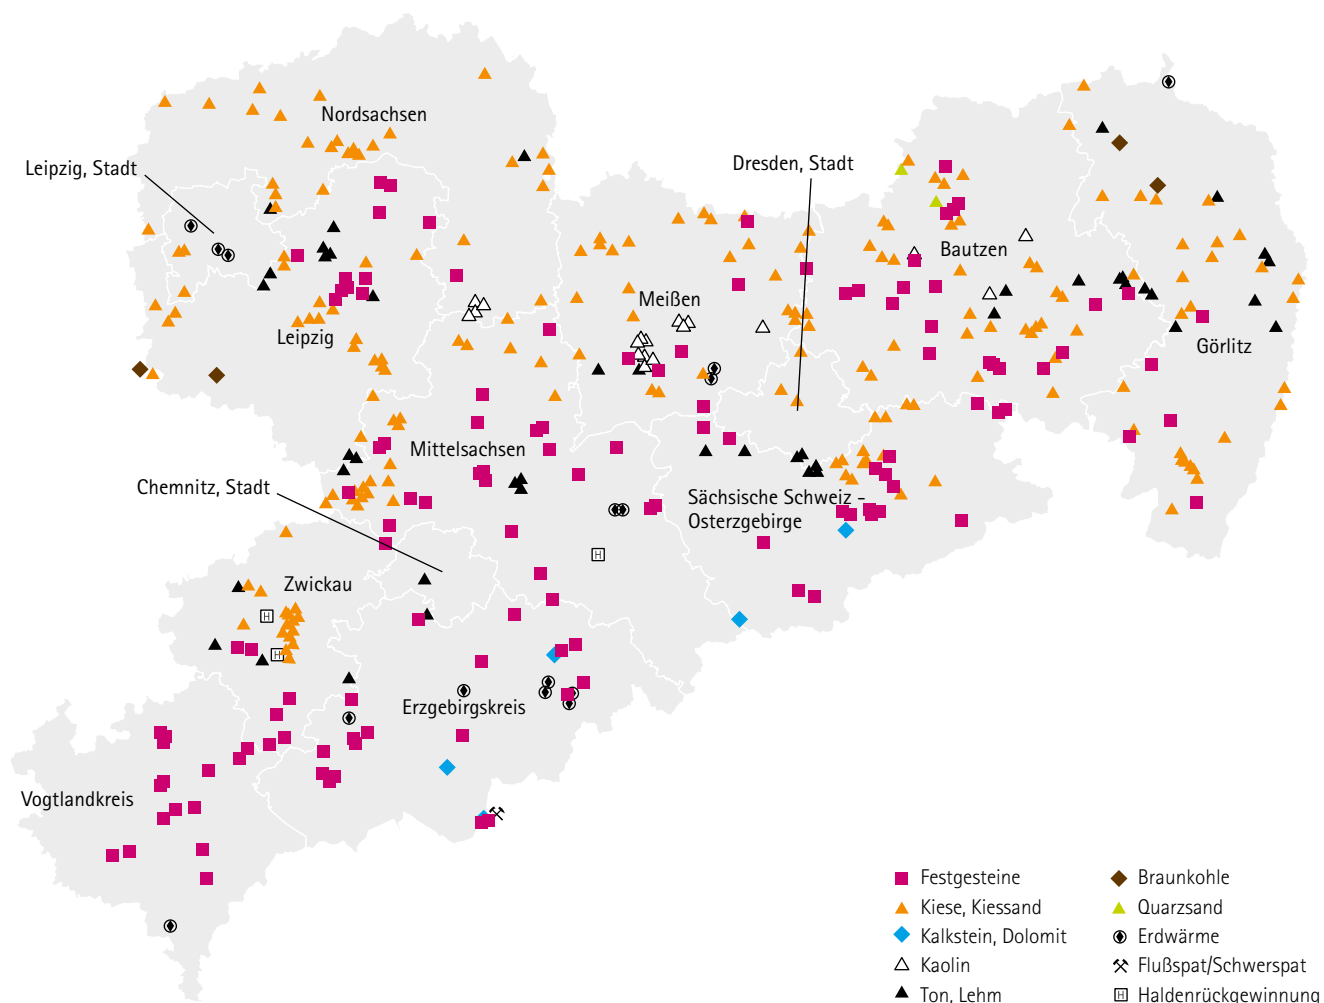 Nordsachsen
Leipzig, Stadt
Dresden, Stadt
Bautzen
Meißen
Leipzig
Görlitz
Mittelsachsen
Chemnitz, Stadt
Sächsische Schweiz -
Osterzgebirge
H
Zwickau
H
H
Erzgebirgskreis
Vogtlandkreis
Festgesteine
Kiese, Kiessand
Kalkstein, Dolomit
Kaolin
Ton, Lehm
Braunkohle
Quarzsand
Erdwärme
Flußspat/Schwerspat
H Haldenrückgewinnung